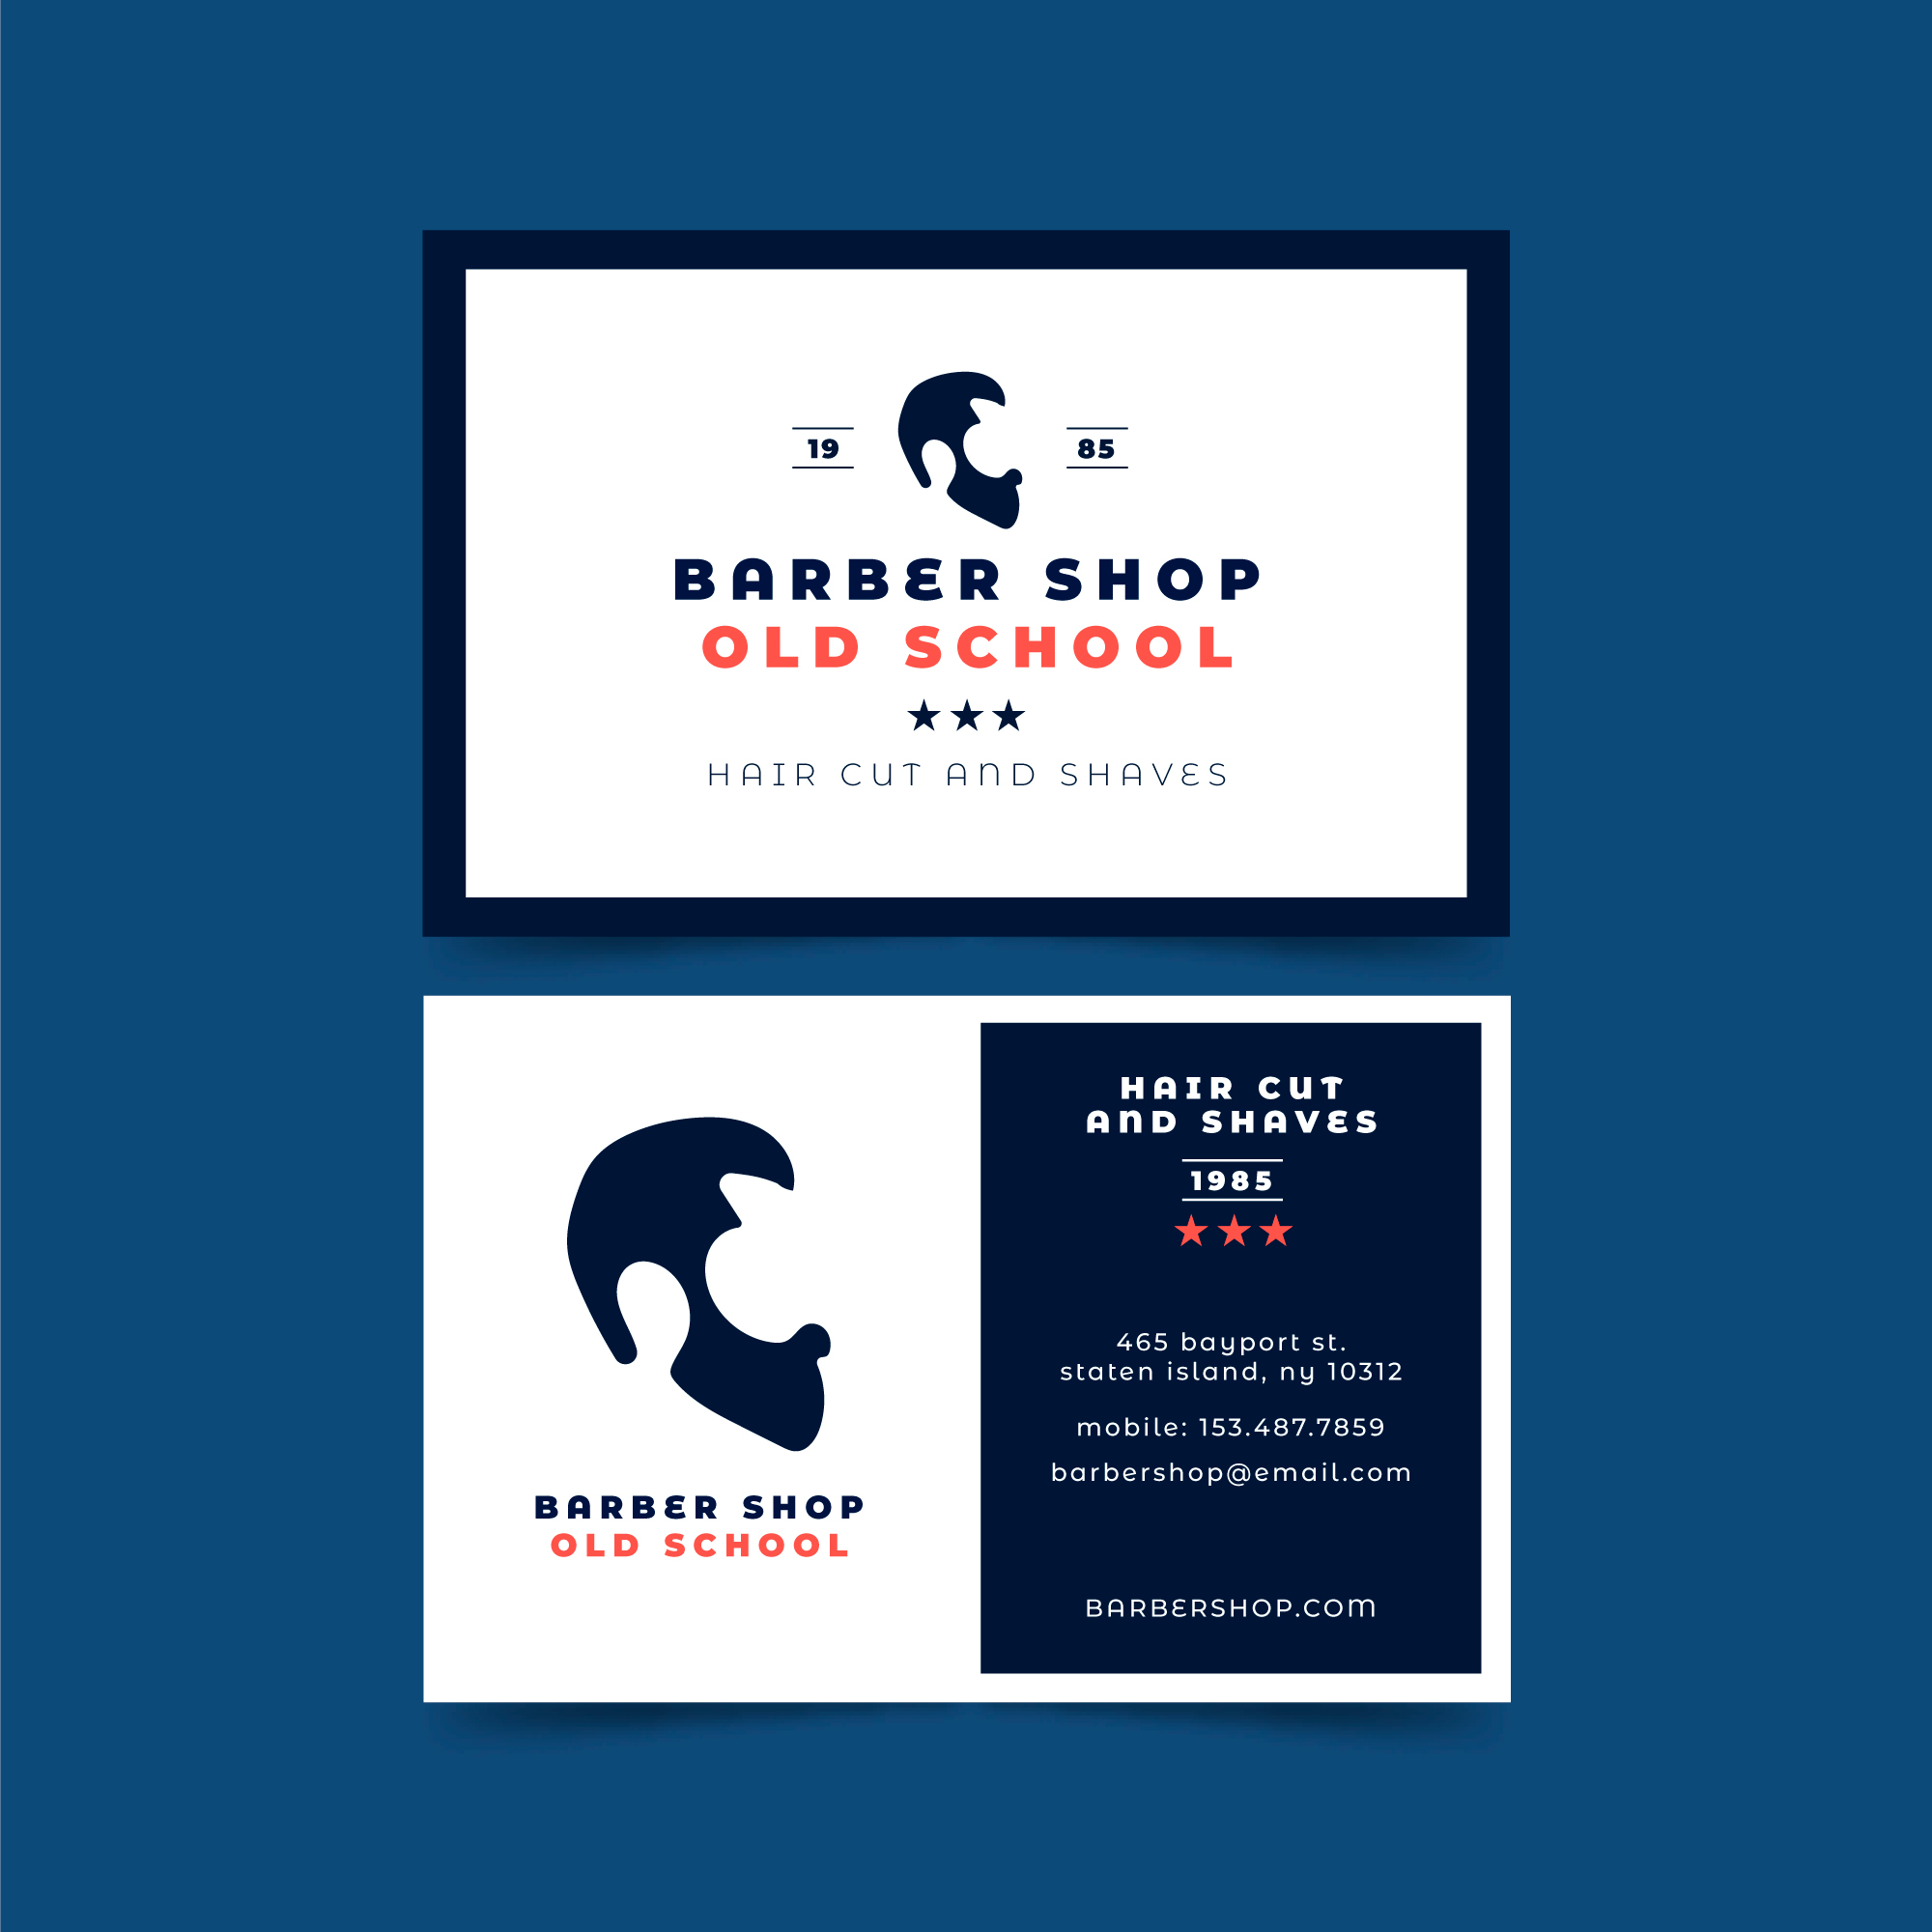 19 85
BARBER SHOP
OLD SCHOOL
HAIR CUT AND SHAVES
BARBER SHOP
OLD SCHOOL
HAIR CUT
AND SHAVES
1985
465 bayport st.
staten island, ny 10312
mobile: 153.487.7859
barbershop@email.com
BARBERSHOP.COM